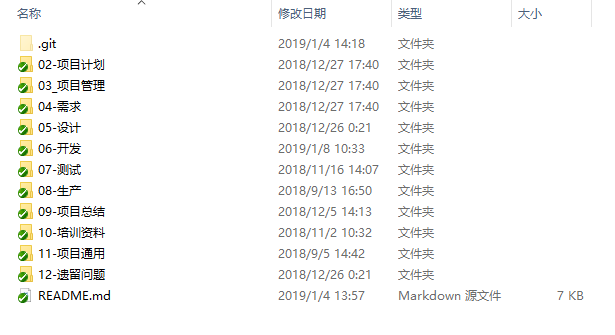 名称 修改日期 类型 大小
.git 2019/1/4 14:18 文件夹
02-项目计划 2018/12/27 17:40 文件夹
03_项目管理 2018/12/27 17:40 文件夹
04-需求 2018/12/27 17:40 文件夹
05-设计 2018/12/26 0:21 文件夹
06-开发 2019/1/8 10:33 文件夹
07-测试 2018/11/16 14:07 文件夹
08-生产 2018/9/13 16:50 文件夹
09-项目总结 2018/12/5 14:13 文件夹
10-培训资料 2018/11/2 10:32 文件夹
11-项目通用 2018/9/5 14:42 文件夹
12-遗留问题 2018/12/26 0:21 文件夹
README.md 2019/1/4 13:57 Markdown 源文件 7 KB